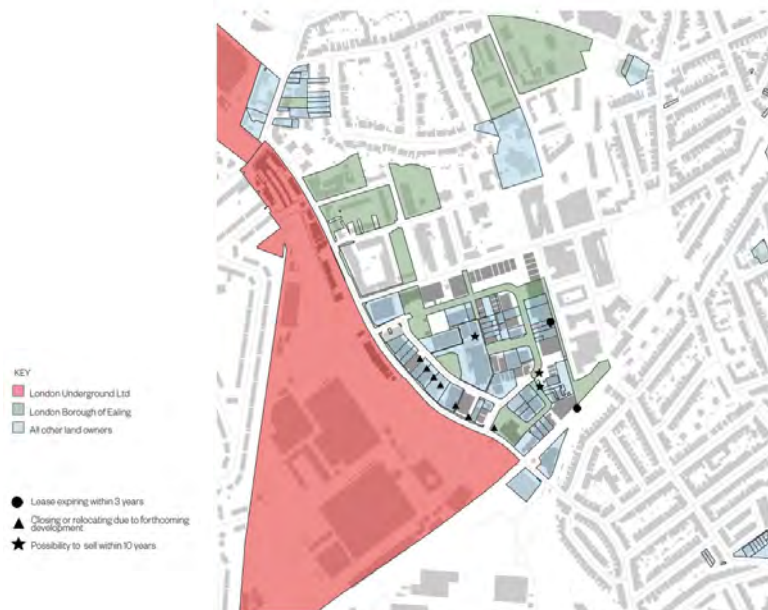 KEY
London Underground Ltd
London Borough of Ealing
All other land owners
Lease expiring within 3 years
Closing or relocating due to forthcoming
development
Possibility to sell within 10 years